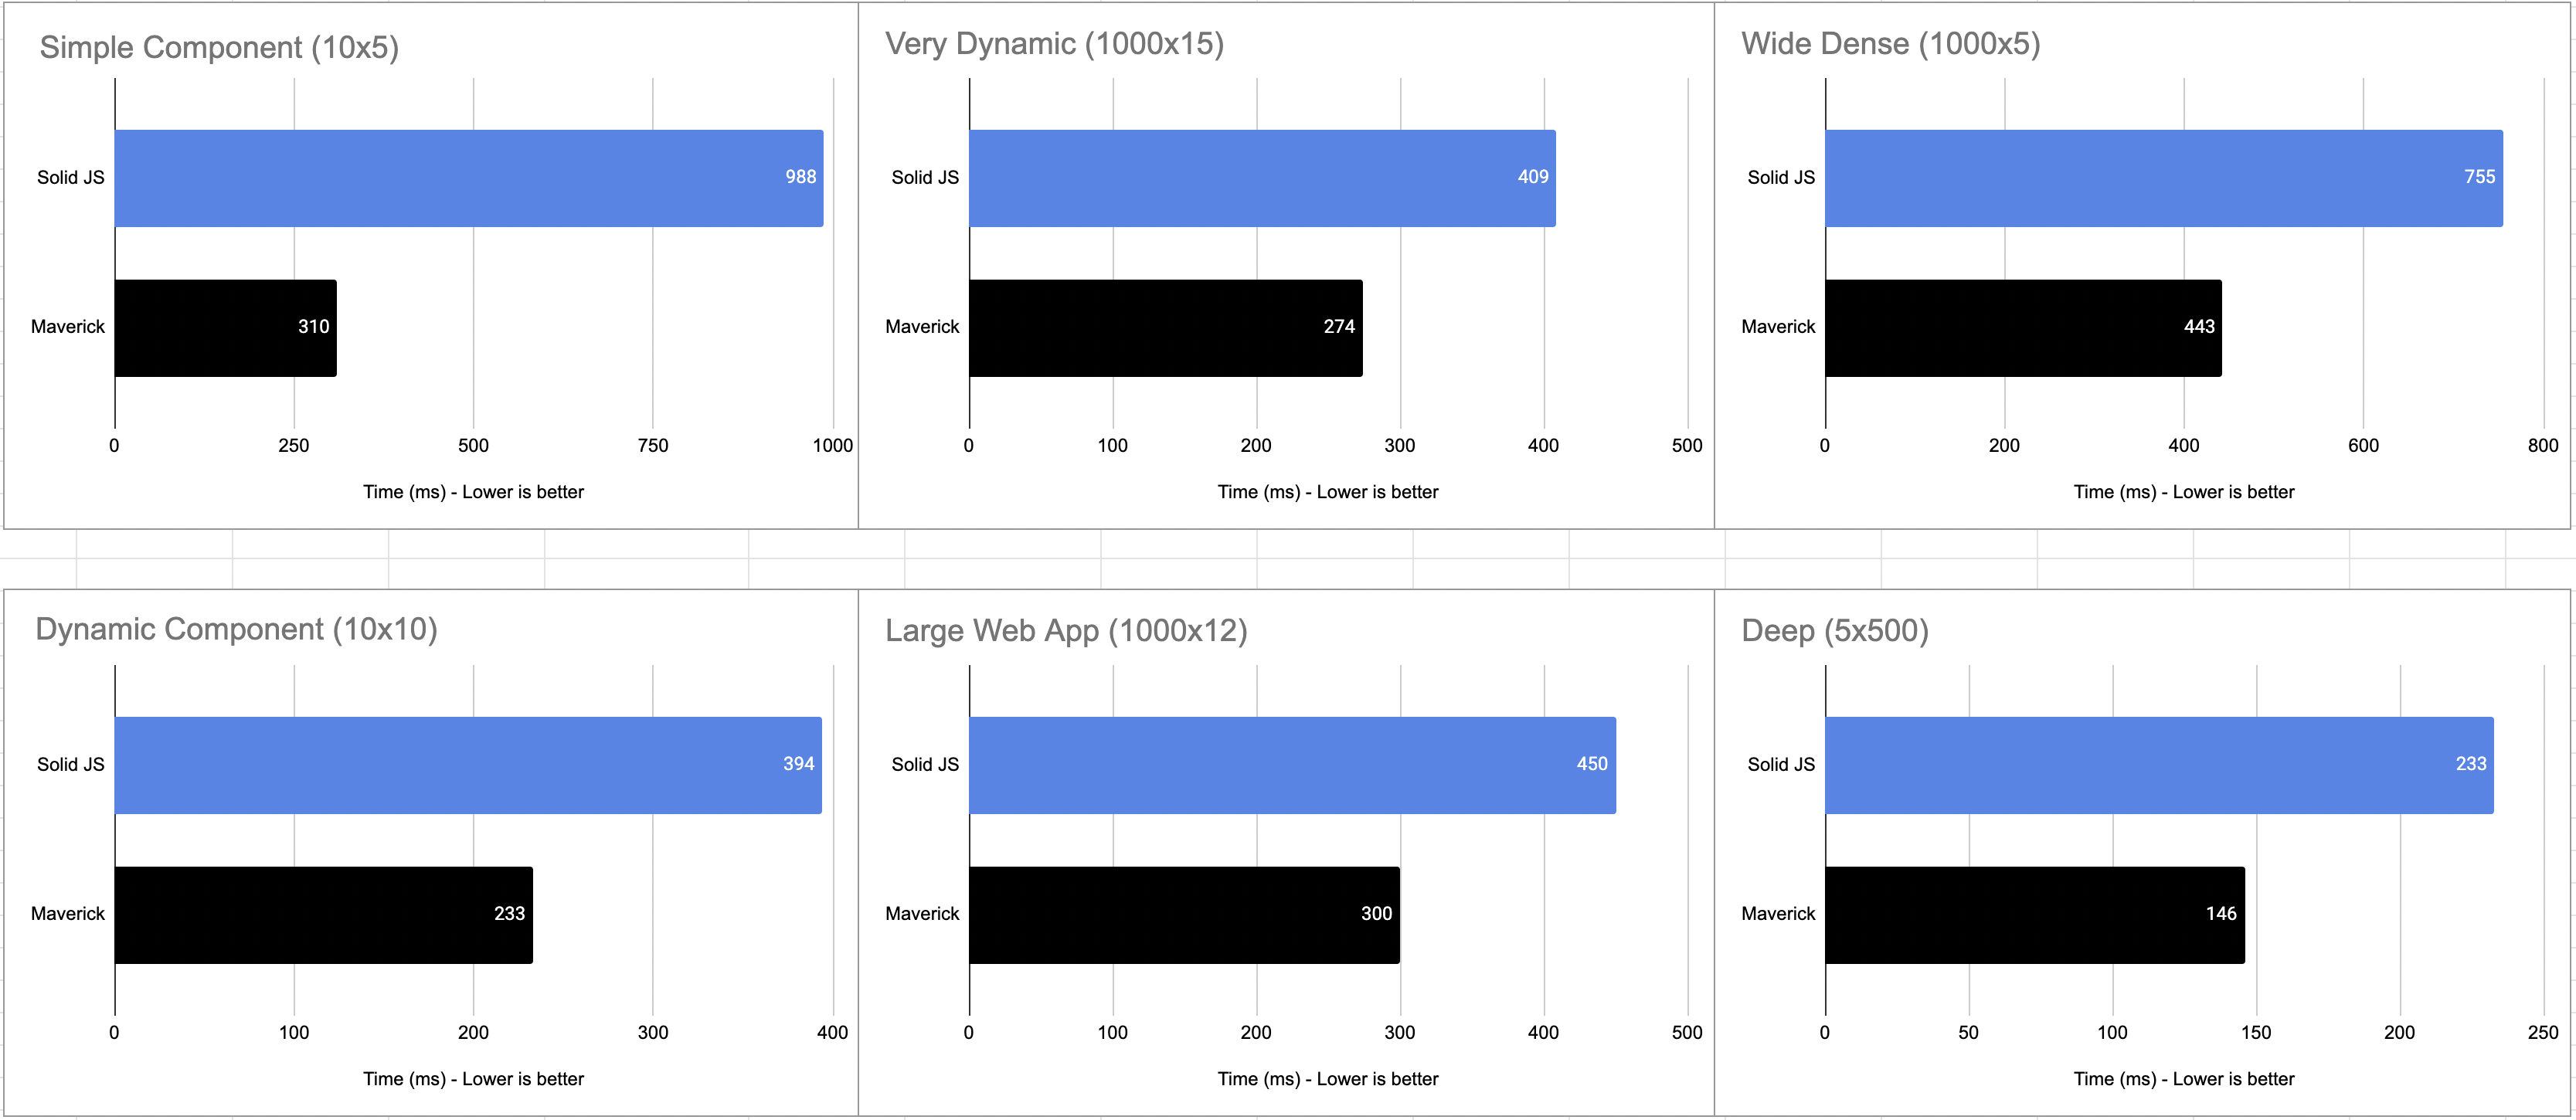 Simple Component (10x5)
Solid JS
988
Maverick
310
0 250 500 750 1000
Time (ms) - Lower is better
Very Dynamic (1000x15)
Solid JS
409
Maverick
274
0 100 200 300 400 500
Time (ms) - Lower is better
Wide Dense (1000x5)
Solid JS
755
Maverick
443
0 200 400 600 800
Time (ms) - Lower is better
Dynamic Component (10x10)
Solid JS
394
Maverick
233
0 100 200 300 400
Time (ms) - Lower is better
Large Web App (1000x12)
Solid JS
450
Maverick
300
0 100 200 300 400 500
Time (ms) - Lower is better
Deep (5x500)
Solid JS
233
Maverick
146
0 50 100 150 200 250
Time (ms) - Lower is better